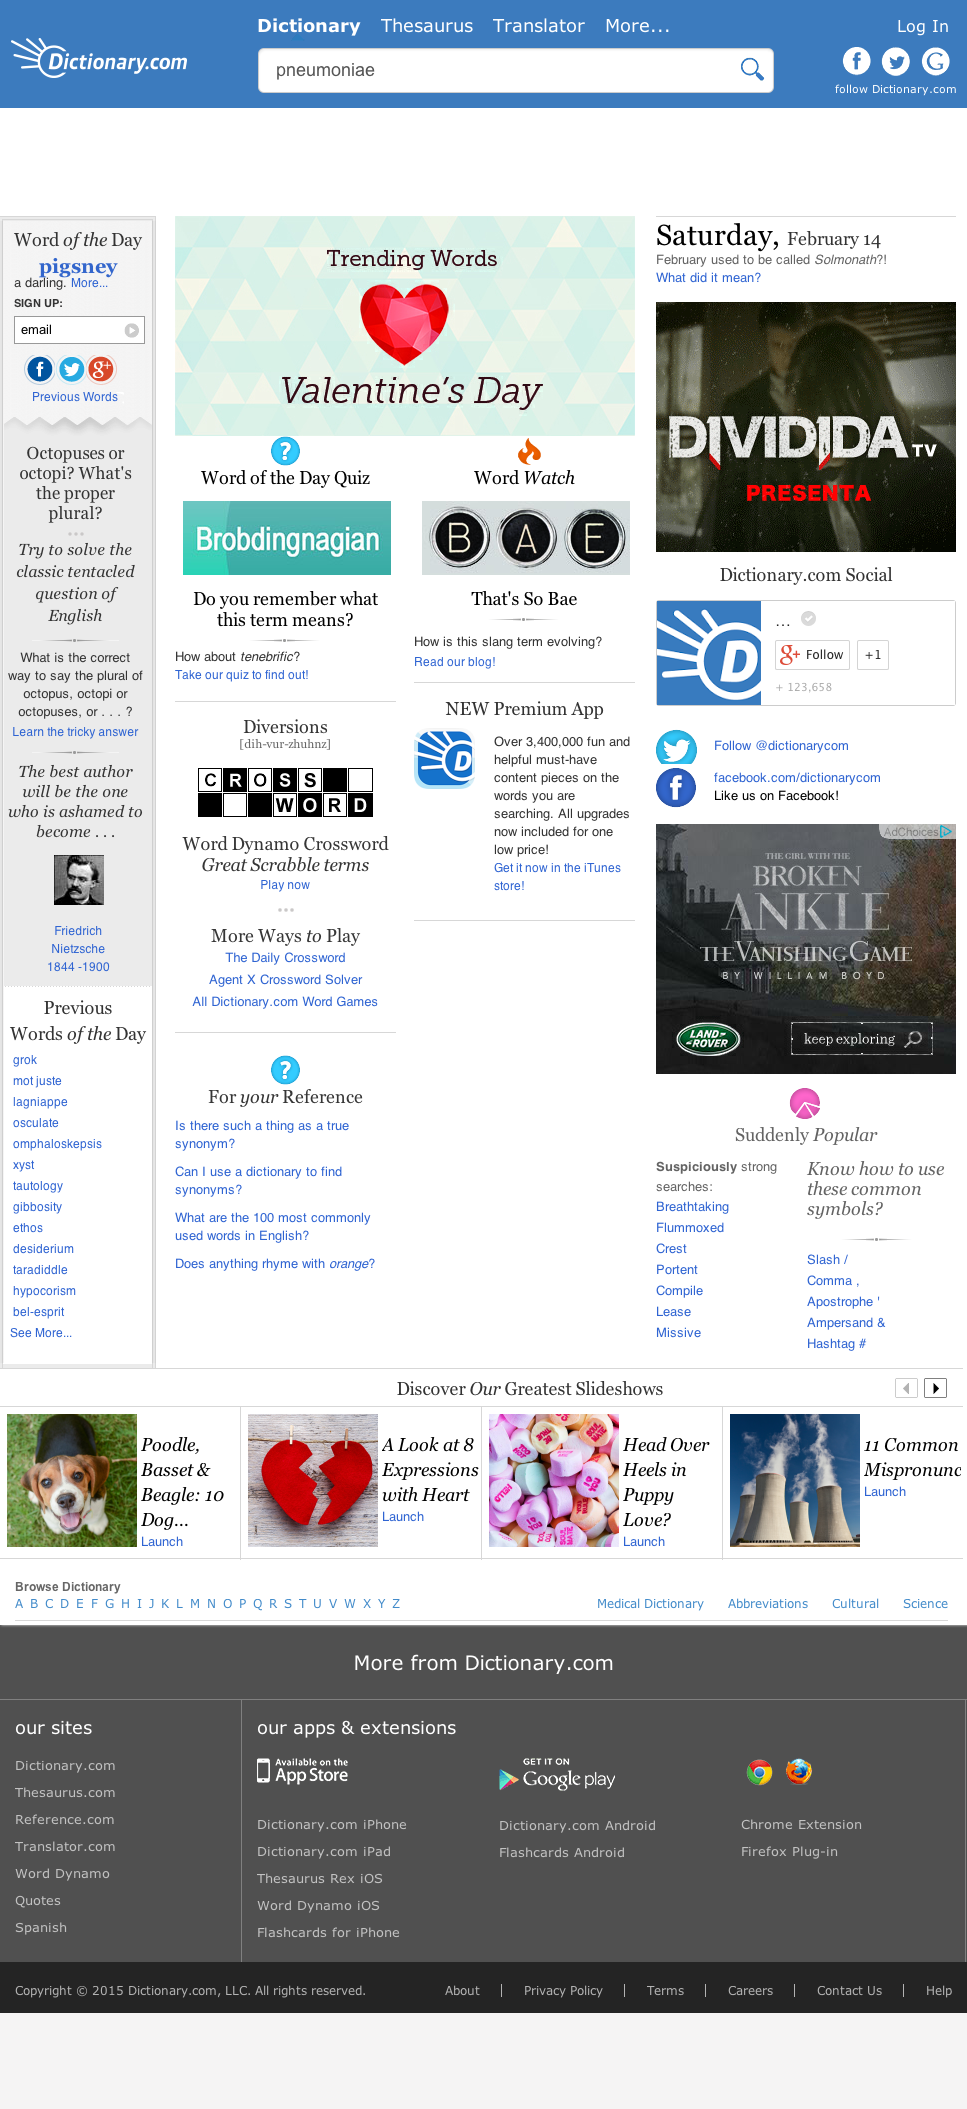 Dictionary Thesaurus Translator More...
Log In
Dictionary.com
pneumoniae
follow Dictionary.com
Word of the Day
pigsney
a darling. More...
SIGN UP:
email
Previous Words
Octopuses or
octopi? What's
the proper
plural?
Try to solve the
classic tentacled
question of
English
What is the correct
way to say the plural of
octopus, octopi or
octopuses, or . . . ?
Learn the tricky answer
The best author
will be the one
who is ashamed to
become . . .
Friedrich
Nietzsche
1844 -1900
Previous
Words of the Day
grok
mot juste
lagniappe
osculate
omphaloskepsis
xyst
tautology
gibbosity
ethos
desiderium
taradiddle
hypocorism
bel-esprit
See More...
Trending Words
Valentine's Day
?
Word of the Day Quiz
Brobdingnagian
Do you remember what
this term means?
How about tenebrific?
Take our quiz to find out!
Diversions
[dih-vur-zhuhnz]
CROSS
WORD
Word Dynamo Crossword
Great Scrabble terms
Play now
More Ways to Play
The Daily Crossword
Agent X Crossword Solver
All Dictionary.com Word Games
?
For your Reference
Is there such a thing as a true
synonym?
Can I use a dictionary to find
synonyms?
What are the 100 most commonly
used words in English?
Does anything rhyme with orange?
Word Watch
B A E
That's So Bae
How is this slang term evolving?
Read our blog!
NEW Premium App
Over 3,400,000 fun and
helpful must-have
content pieces on the
words you are
searching. All upgrades
now included for one
low price!
Get it now in the iTunes
store!
Saturday, February 14
February used to be called Solmonath?!
What did it mean?
DIVIDIDA TV
PRESENTA
Dictionary.com Social
D
...
g+ Follow +1
+ 123,658
Follow @dictionarycom
facebook.com/dictionarycom
Like us on Facebook!
AdChoices
THE GIRL WITH THE
BROKEN
ANKLE
THE VANISHING GAME
BY WILLIAM BOYD
LAND-
ROVER
keep exploring
Suddenly Popular
Suspiciously strong
searches:
Breathtaking
Flummoxed
Crest
Portent
Compile
Lease
Missive
Know how to use
these common
symbols?
Slash /
Comma ,
Apostrophe '
Ampersand &
Hashtag #
Discover Our Greatest Slideshows
Poodle,
Basset &
Beagle: 10
Dog...
Launch
A Look at 8
Expressions
with Heart
Launch
Head Over
Heels in
Puppy
Love?
Launch
11 Common
Mispronunc
Launch
Browse Dictionary
A B C D E F G H I J K L M N O P Q R S T U V W X Y Z
Medical Dictionary Abbreviations Cultural Science
More from Dictionary.com
our sites
Dictionary.com
Thesaurus.com
Reference.com
Translator.com
Word Dynamo
Quotes
Spanish
our apps & extensions
Available on the
App Store
Dictionary.com iPhone
Dictionary.com iPad
Thesaurus Rex iOS
Word Dynamo iOS
Flashcards for iPhone
GET IT ON
Google play
Dictionary.com Android
Flashcards Android
Chrome Extension
Firefox Plug-in
Copyright © 2015 Dictionary.com, LLC. All rights reserved.
About | Privacy Policy | Terms | Careers | Contact Us | Help